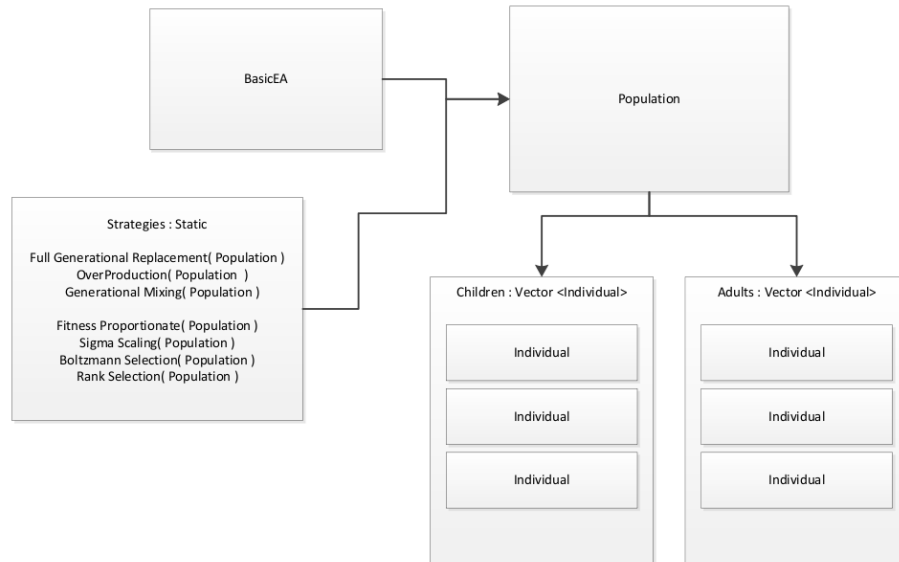 BasicEA
Population
Strategies : Static
Full Generational Replacement( Population )
OverProduction( Population  )
Generational Mixing( Population )
Fitness Proportionate( Population )
Sigma Scaling( Population )
Boltzmann Selection( Population )
Rank Selection( Population )
Children : Vector <Individual>
Individual
Individual
Individual
Adults : Vector <Individual>
Individual
Individual
Individual